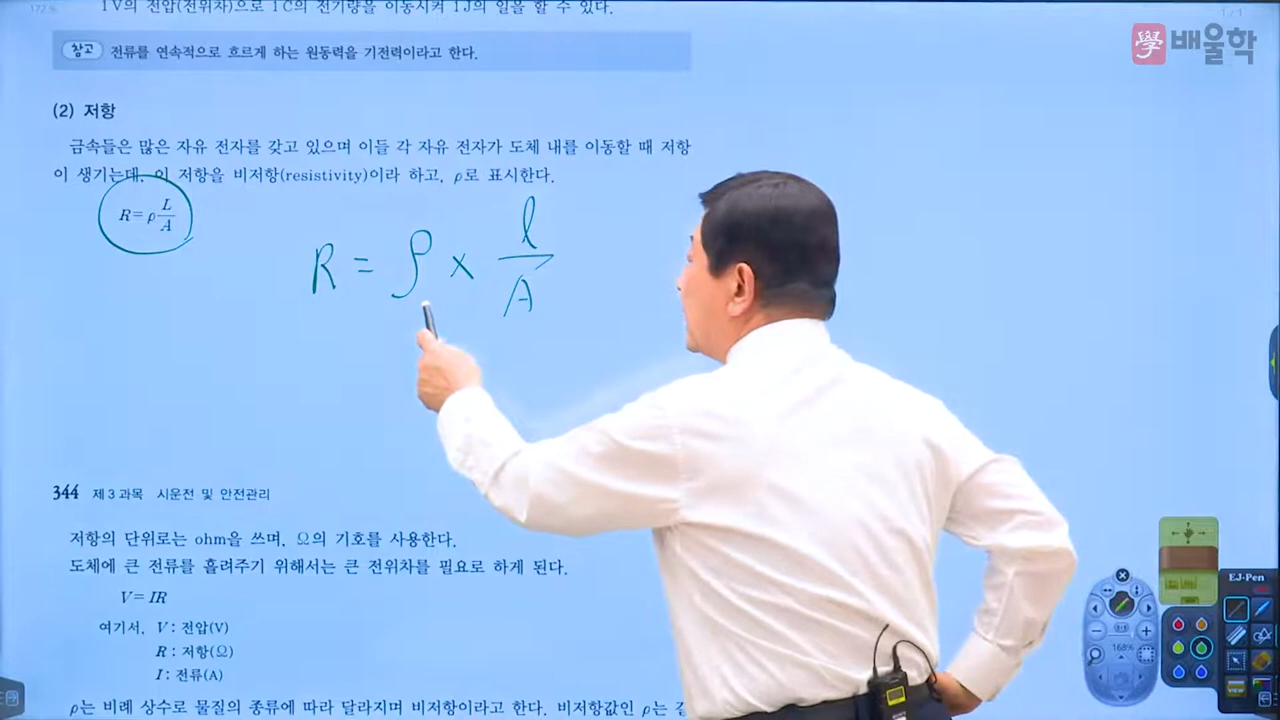 172%
1 / 1
1V의 전압(전위차)으로 1C의 전기량을 이동시켜 1J의 일을 할 수 있다.
學 배울학
참고 전류를 연속적으로 흐르게 하는 원동력을 기전력이라고 한다.
(2) 저항
금속들은 많은 자유 전자를 갖고 있으며 이들 각 자유 전자가 도체 내를 이동할 때 저항
이 생기는데, 이 저항을 비저항(resistivity)이라 하고, ρ로 표시한다.
R=ρ L/A
R = ρ × l/A
344 제3과목 시운전 및 안전관리
저항의 단위로는 ohm을 쓰며, Ω의 기호를 사용한다.
도체에 큰 전류를 흘려주기 위해서는 큰 전위차를 필요로 하게 된다.
V=IR
여기서, V : 전압(V)
R : 저항(Ω)
I : 전류(A)
ρ는 비례 상수로 물질의 종류에 따라 달라지며 비저항이라고 한다. 비저항값인 ρ는
EJ-Pen
168%
VIEW